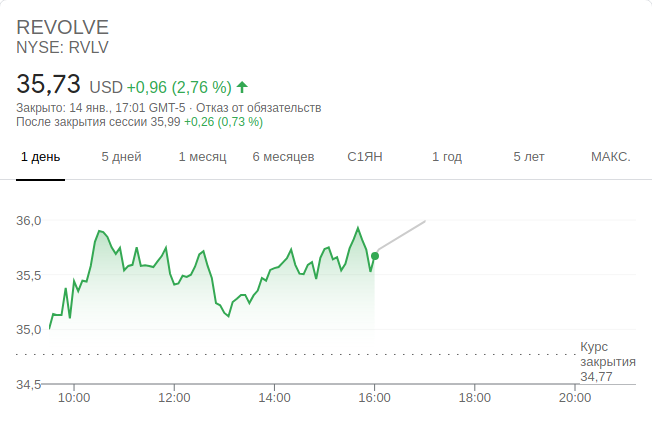 REVOLVE
NYSE: RVLV
35,73 USD +0,96 (2,76 %)
Закрыто: 14 янв., 17:01 GMT-5 · Отказ от обязательств
После закрытия сессии 35,99 +0,26 (0,73 %)
1 день 5 дней 1 месяц 6 месяцев С1ЯН 1 год 5 лет МАКС.
36,0
35,5
35,0
Курс
закрытия
34,77
34,5
10:00 12:00 14:00 16:00 18:00 20:00